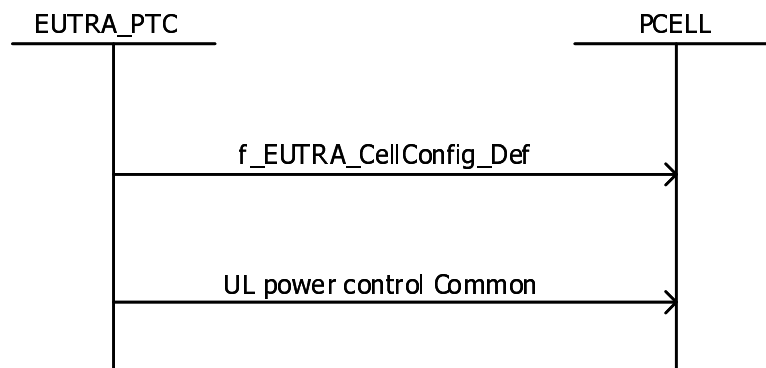 EUTRA_PTC
PCELL
f_EUTRA_CellConfig_Def
UL power control Common